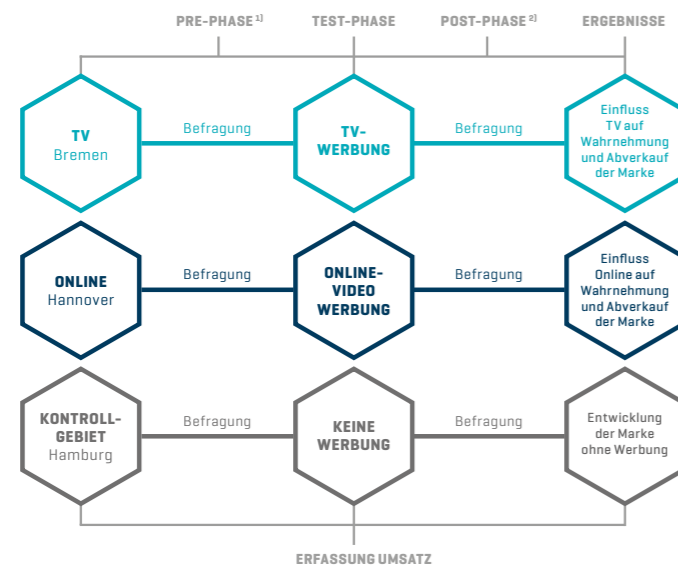 PRE-PHASE 1) TEST-PHASE POST-PHASE 2) ERGEBNISSE
TV
Bremen
Befragung
TV-
WERBUNG
Befragung
Einfluss
TV auf
Wahrnehmung
und Abverkauf
der Marke
ONLINE
Hannover
Befragung
ONLINE-
VIDEO
WERBUNG
Befragung
Einfluss
Online auf
Wahrnehmung
und Abverkauf
der Marke
KONTROLL-
GEBIET
Hamburg
Befragung
KEINE
WERBUNG
Befragung
Entwicklung
der Marke
ohne Werbung
ERFASSUNG UMSATZ